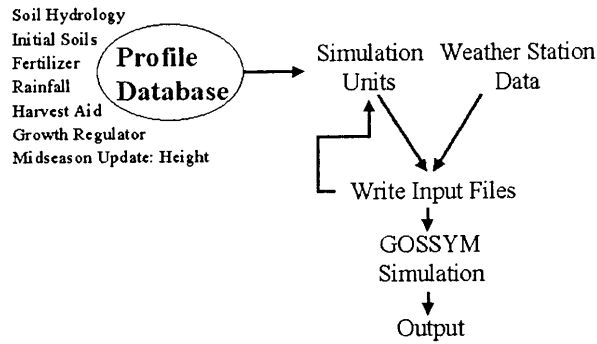 Soil Hydrology
Initial Soils
Fertilizer
Rainfall
Harvest Aid
Growth Regulator
Midseason Update: Height
Profile
Database
Simulation
Units
Weather Station
Data
Write Input Files
GOSSYM
Simulation
Output